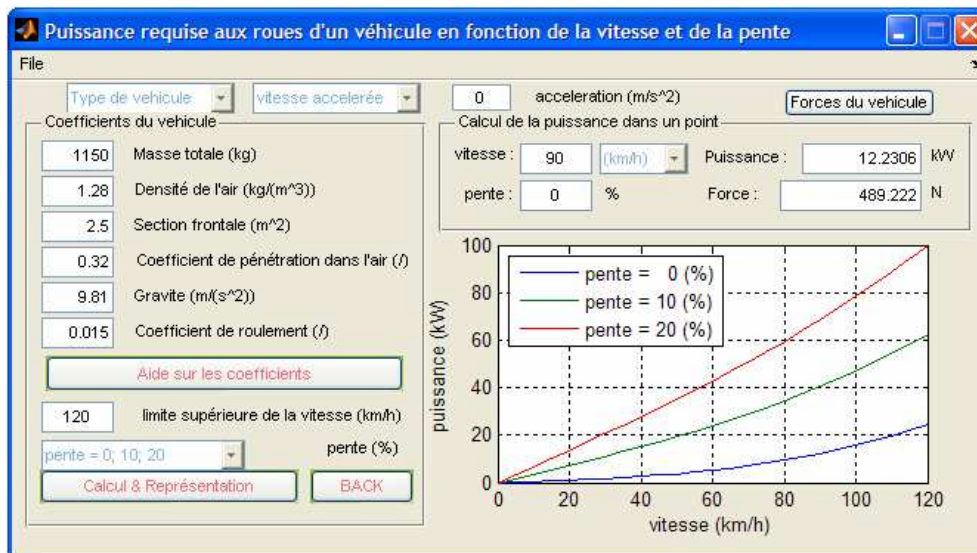 Puissance requise aux roues d'un véhicule en fonction de la vitesse et de la pente
File
Type de vehicule
vitesse accelerée
0 acceleration (m/s^2)
Forces du vehicule
Coefficients du vehicule
1150 Masse totale (kg)
1.28 Densité de l'air (kg/(m^3))
2.5 Section frontale (m^2)
0.32 Coefficient de pénétration dans l'air (/)
9.81 Gravite (m/(s^2))
0.015 Coefficient de roulement (/)
Aide sur les coefficients
120 limite supérieure de la vitesse (km/h)
pente = 0; 10; 20 pente (%)
Calcul & Représentation
BACK
Calcul de la puissance dans un point
vitesse : 90 (km/h) Puissance : 12.2306 kW
pente : 0 % Force : 489.222 N
pente = 0 (%)
pente = 10 (%)
pente = 20 (%)
puissance (kW)
100
80
60
40
20
0
0 20 40 60 80 100 120
vitesse (km/h)